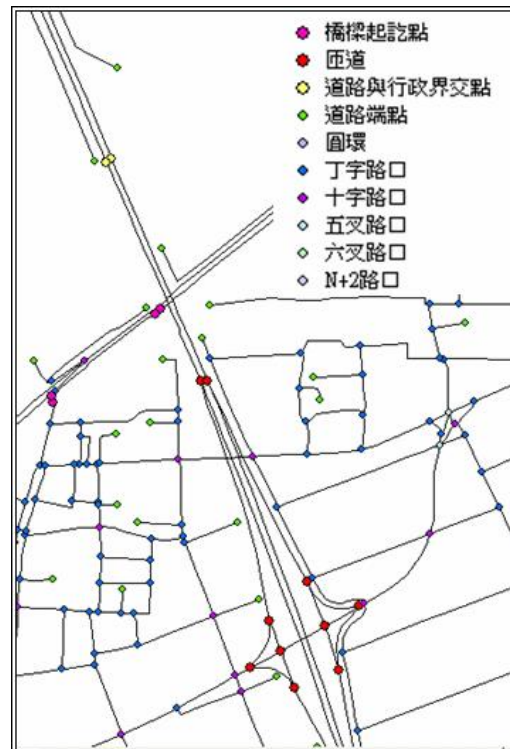 橋樑起訖點
匝道
道路與行政界交點
道路端點
圓環
丁字路口
十字路口
五叉路口
六叉路口
N+2路口